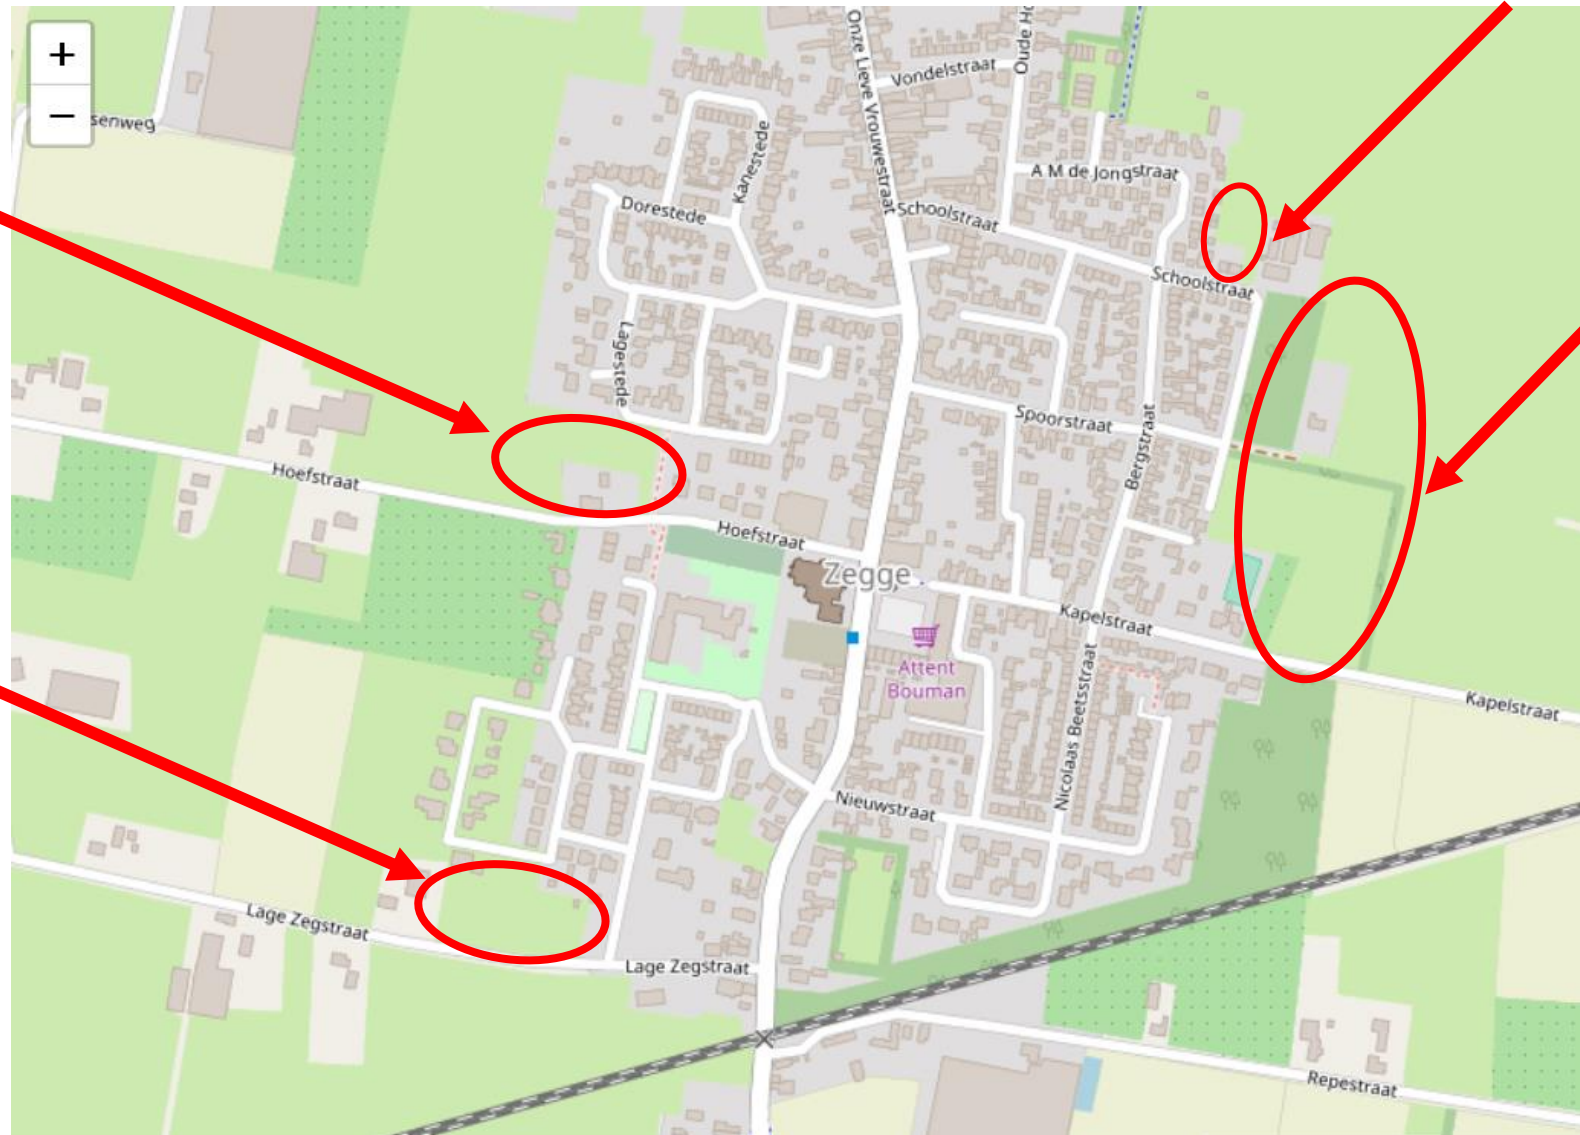 +
−
senweg
Onze Lieve Vrouwestraat
Vondelstraat
Oude Ho
Kanestede
A M de Jongstraat
Dorestede
Schoolstraat
Schoolstraat
Lagestede
Spoorstraat
Bergstraat
Hoefstraat
Hoefstraat
Zegge
Kapelstraat
Attent
Bouman
Nicolaas Beetsstraat
Kapelstraat
Nieuwstraat
Lage Zegstraat
Lage Zegstraat
Repestraat